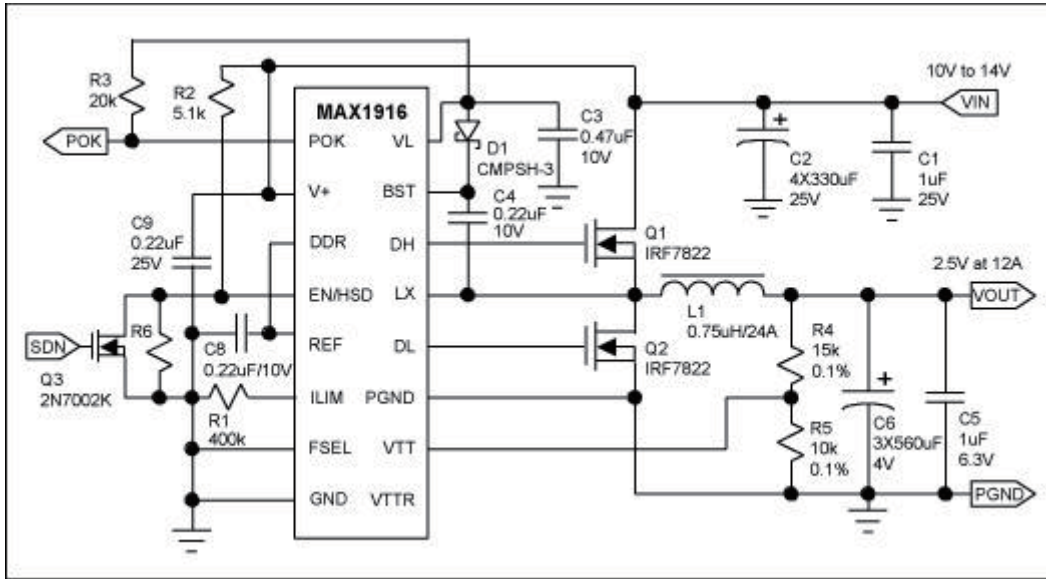 R3
20k
R2
5.1k
MAX1916
10V to 14V
VIN
POK
POK
VL
D1
CMPSH-3
C3
0.47uF
10V
C2
4X330uF
25V
C1
1uF
25V
V+
BST
C4
0.22uF
10V
C9
0.22uF
25V
DDR
DH
Q1
IRF7822
EN/HSD
LX
L1
0.75uH/24A
2.5V at 12A
VOUT
SDN
R6
C8
0.22uF/10V
REF
DL
Q2
IRF7822
R4
15k
0.1%
Q3
2N7002K
R1
400k
ILIM
PGND
FSEL
VTT
R5
10k
0.1%
C6
3X560uF
4V
C5
1uF
6.3V
GND
VTTR
PGND